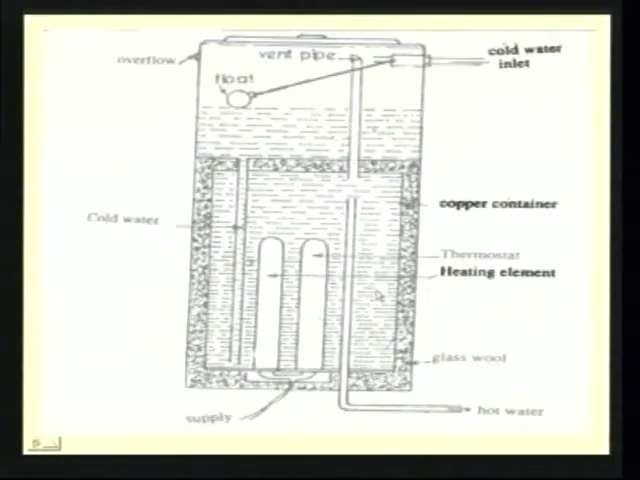 overflow
vent pipe
cold water
inlet
float
copper container
Cold water
Thermostat
Heating element
glass wool
supply
hot water